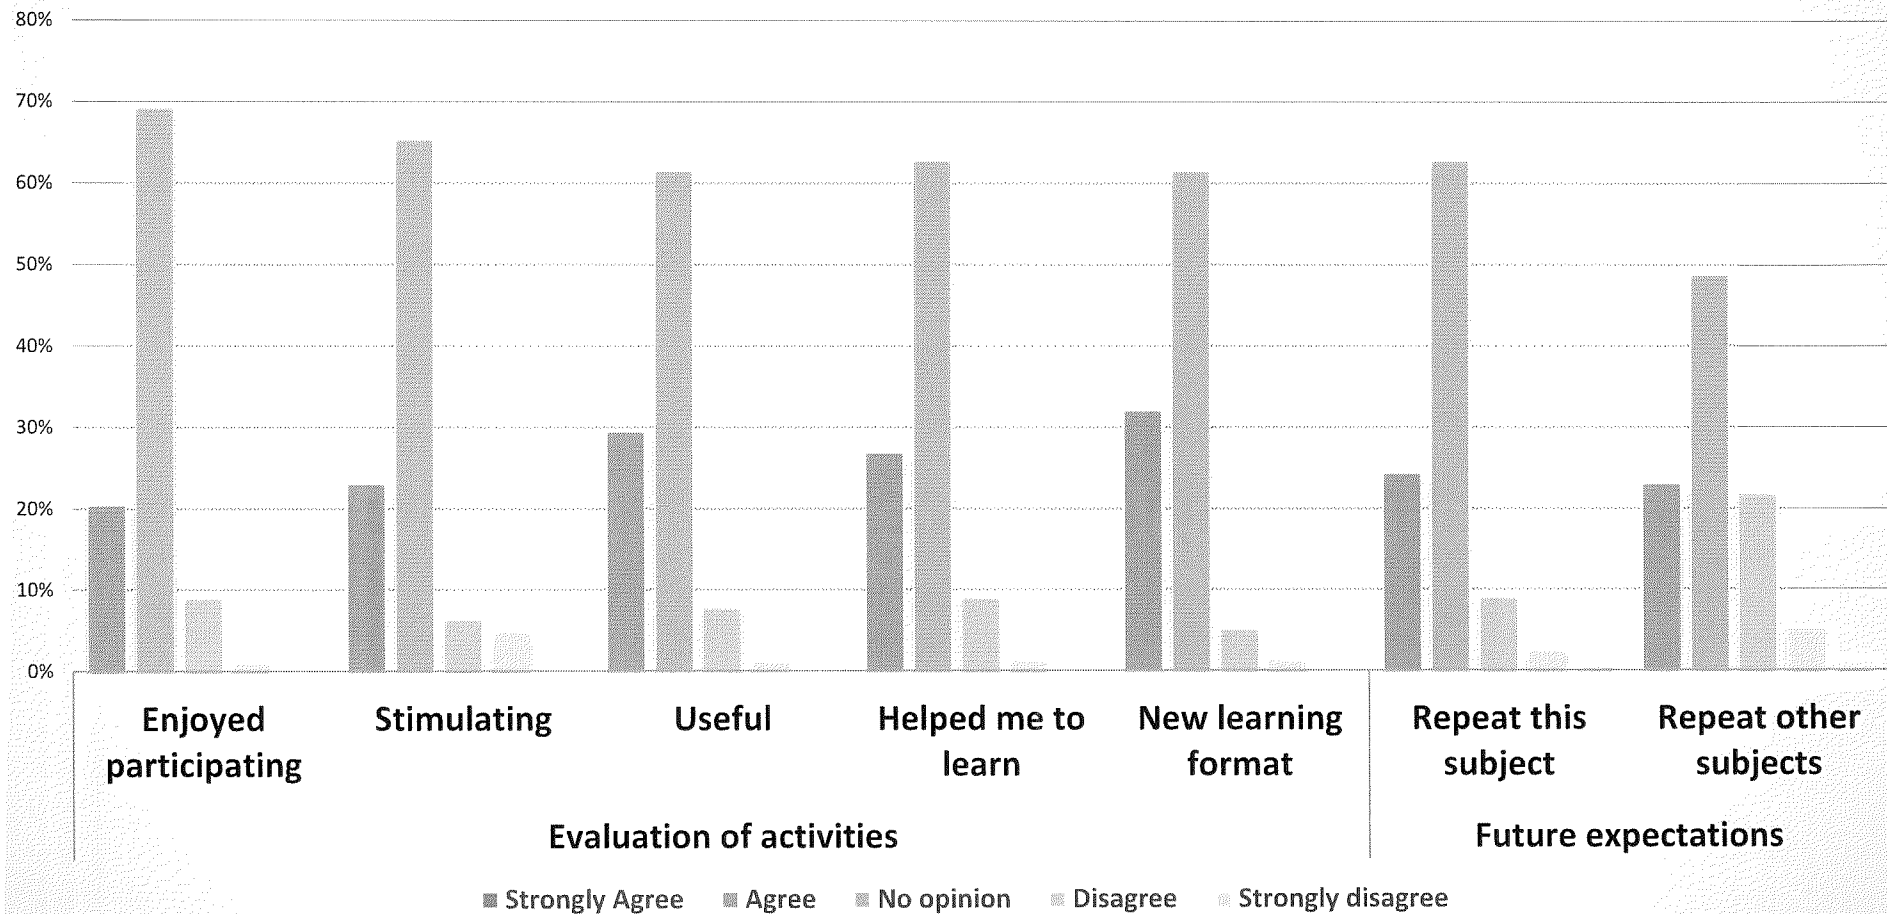 80%
70%
60%
50%
40%
30%
20%
10%
0%
Enjoyed participating
Stimulating
Useful
Helped me to learn
New learning format
Repeat this subject
Repeat other subjects
Evaluation of activities
Future expectations
Strongly Agree Agree No opinion Disagree Strongly disagree